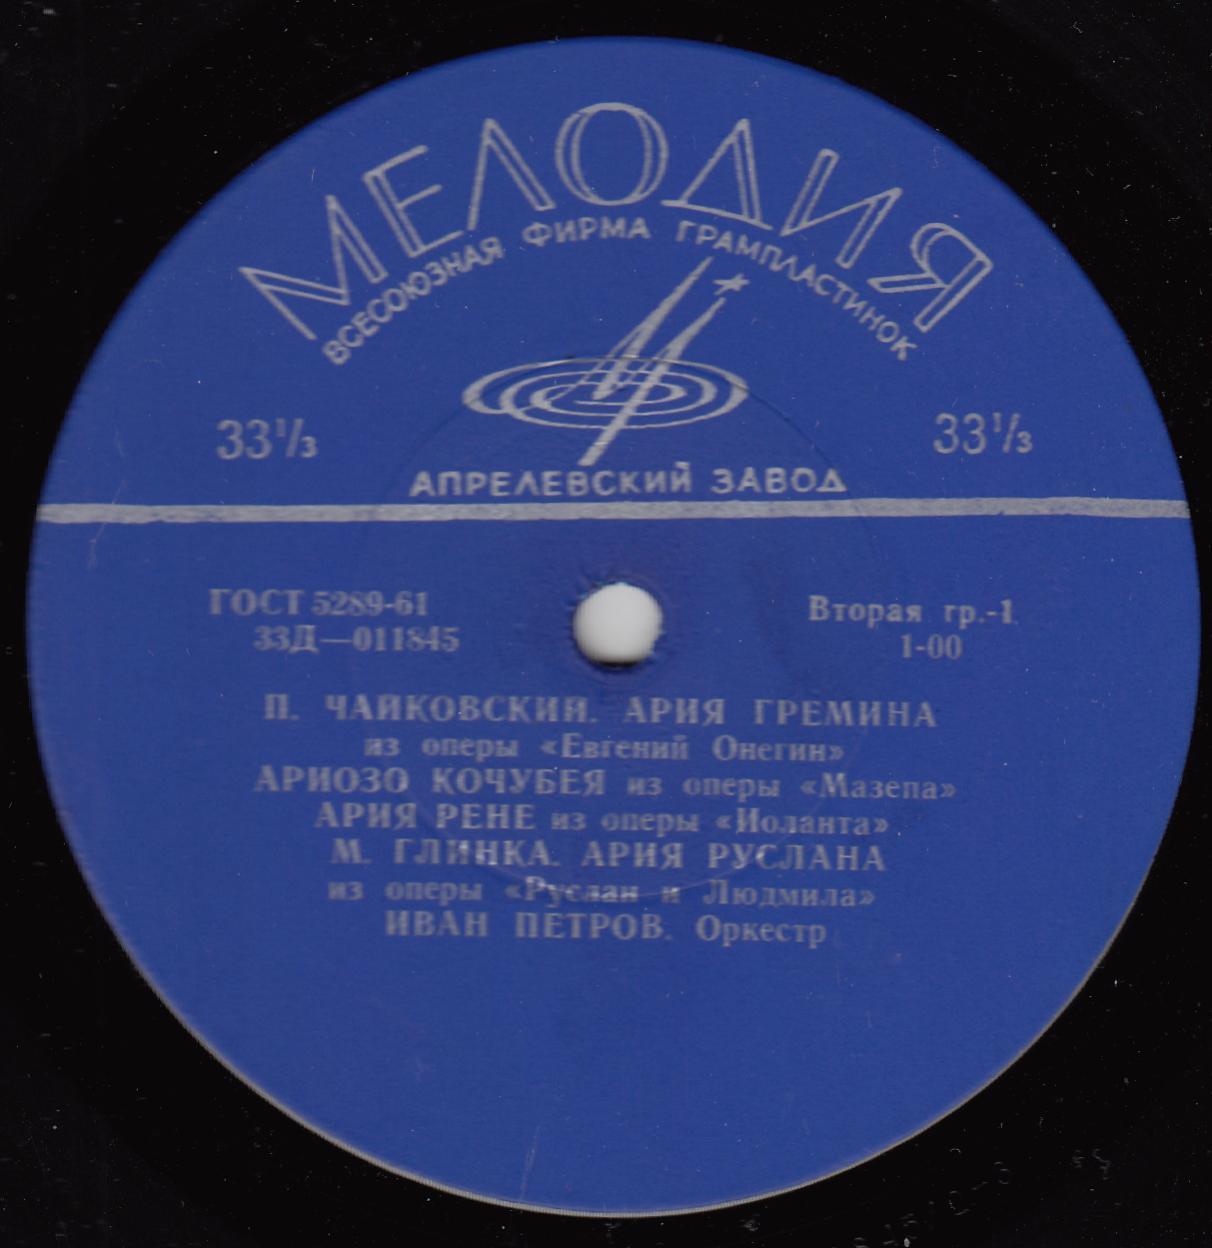 МЕЛОДИЯ
ВСЕСОЮЗНАЯ ФИРМА ГРАМПЛАСТИНОК
33⅓
33⅓
АПРЕЛЕВСКИЙ ЗАВОД
ГОСТ 5289-61
33Д—011845
Вторая гр.-1
1-00
П. ЧАЙКОВСКИЙ. АРИЯ ГРЕМИНА
из оперы «Евгений Онегин»
АРИОЗО КОЧУБЕЯ из оперы «Мазепа»
АРИЯ РЕНЕ из оперы «Иоланта»
М. ГЛИНКА. АРИЯ РУСЛАНА
из оперы «Руслан и Людмила»
ИВАН ПЕТРОВ. Оркестр